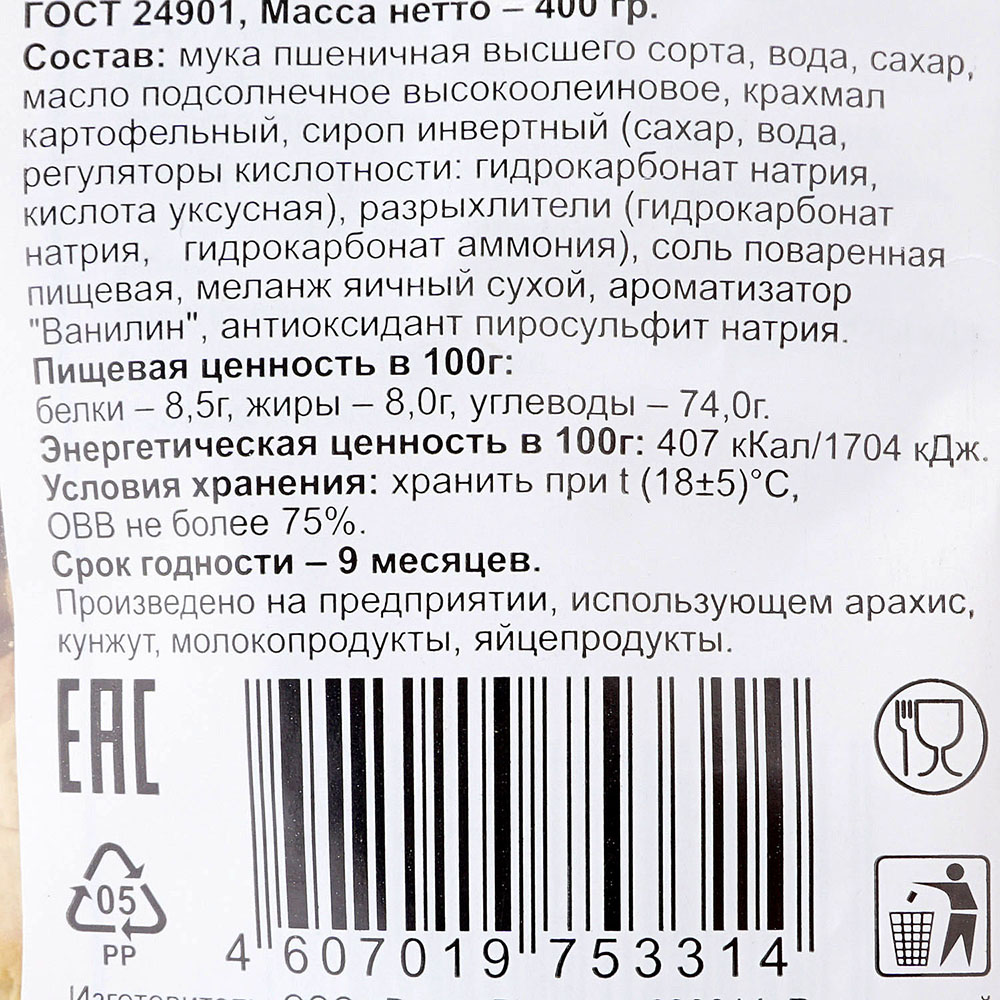 ГОСТ 24901, Масса нетто – 400 гр.
Состав: мука пшеничная высшего сорта, вода, сахар,
масло подсолнечное высокоолеиновое, крахмал
картофельный, сироп инвертный (сахар, вода,
регуляторы кислотности: гидрокарбонат натрия,
кислота уксусная), разрыхлители (гидрокарбонат
натрия, гидрокарбонат аммония), соль поваренная
пищевая, меланж яичный сухой, ароматизатор
"Ванилин", антиоксидант пиросульфит натрия.
Пищевая ценность в 100г:
белки – 8,5г, жиры – 8,0г, углеводы – 74,0г.
Энергетическая ценность в 100г: 407 кКал/1704 кДж.
Условия хранения: хранить при t (18±5)°С,
ОВВ не более 75%.
Срок годности – 9 месяцев.
Произведено на предприятии, использующем арахис,
кунжут, молокопродукты, яйцепродукты.
EAC
05
PP
4 607019 753314